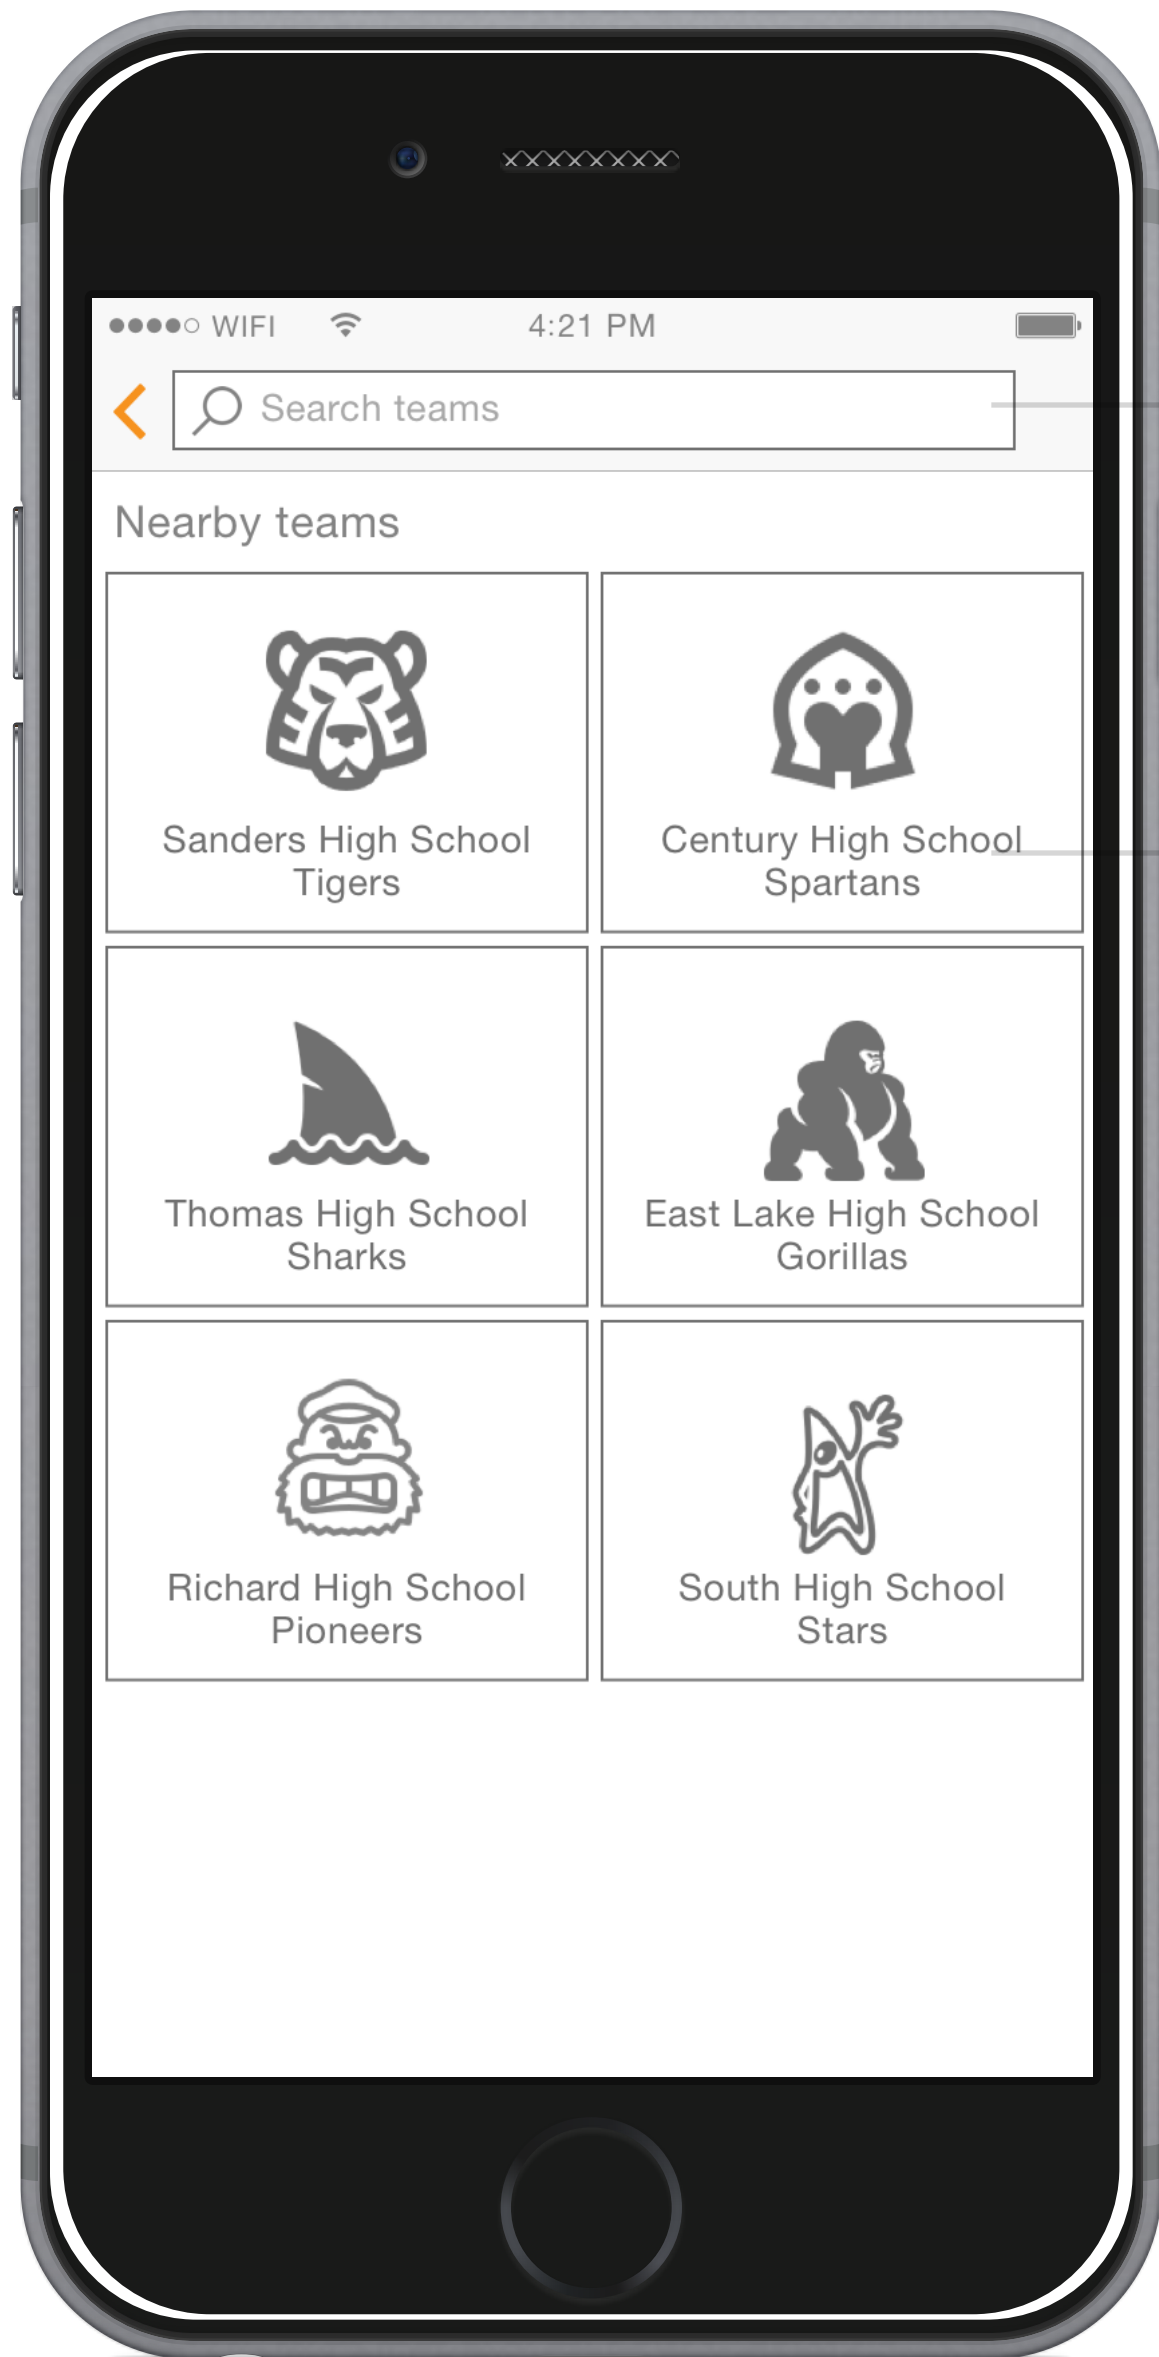 WIFI 4:21 PM
Search teams
Nearby teams
Sanders High School
Tigers
Century High School
Spartans
Thomas High School
Sharks
East Lake High School
Gorillas
Richard High School
Pioneers
South High School
Stars